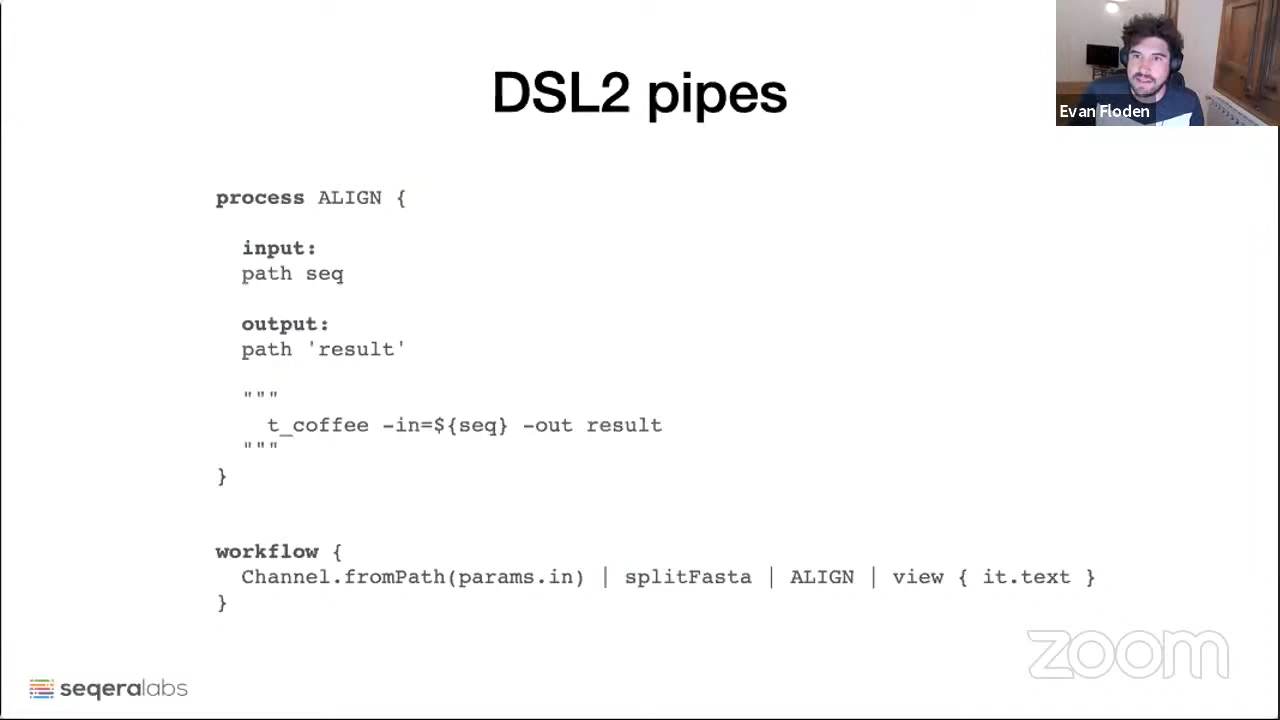 DSL2 pipes
Evan Floden
process ALIGN {
input:
path seq
output:
path 'result'
"""
t_coffee -in=${seq} -out result
"""
}
workflow {
Channel.fromPath(params.in) | splitFasta | ALIGN | view { it.text }
}
zoom
seqeralabs